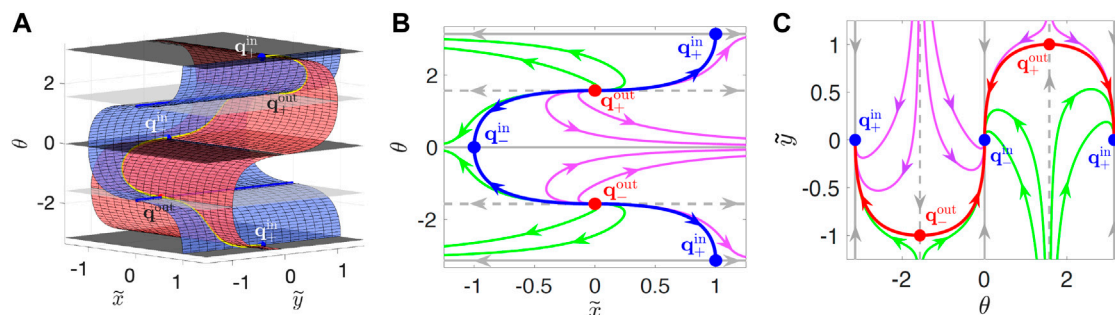 A
θ
2
0
-2
q₊ⁱⁿ
q₊ᵒᵘᵗ
q₋ⁱⁿ
q₋ᵒᵘᵗ
q₊ⁱⁿ
-1 0 1
x̃
-1 0 1
ỹ
B
θ
2
0
-2
q₊ⁱⁿ
q₊ᵒᵘᵗ
q₋ⁱⁿ
q₋ᵒᵘᵗ
q₊ⁱⁿ
-1 -0.5 0 0.5 1
x̃
C
ỹ
1
0.5
0
-0.5
-1
q₊ᵒᵘᵗ
q₊ⁱⁿ
q₋ⁱⁿ
q₊ⁱⁿ
q₋ᵒᵘᵗ
-2 0 2
θ